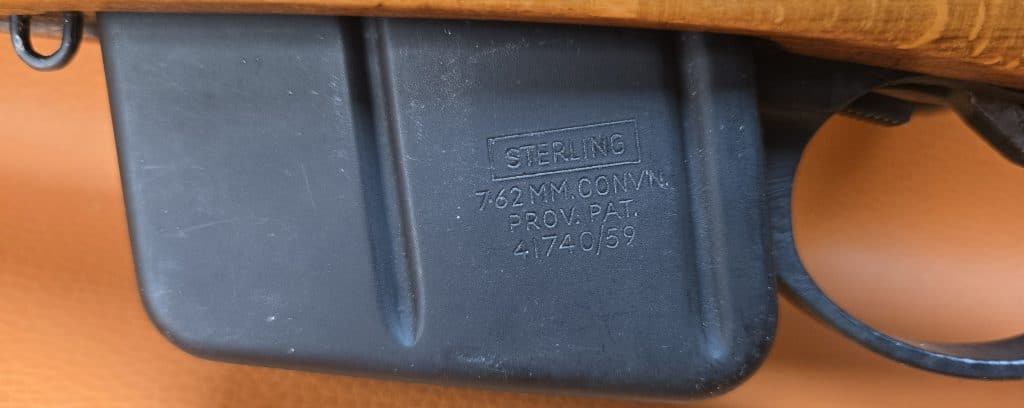 STERLING
7.62MM. CONV'N.
PROV. PAT.
41740/59